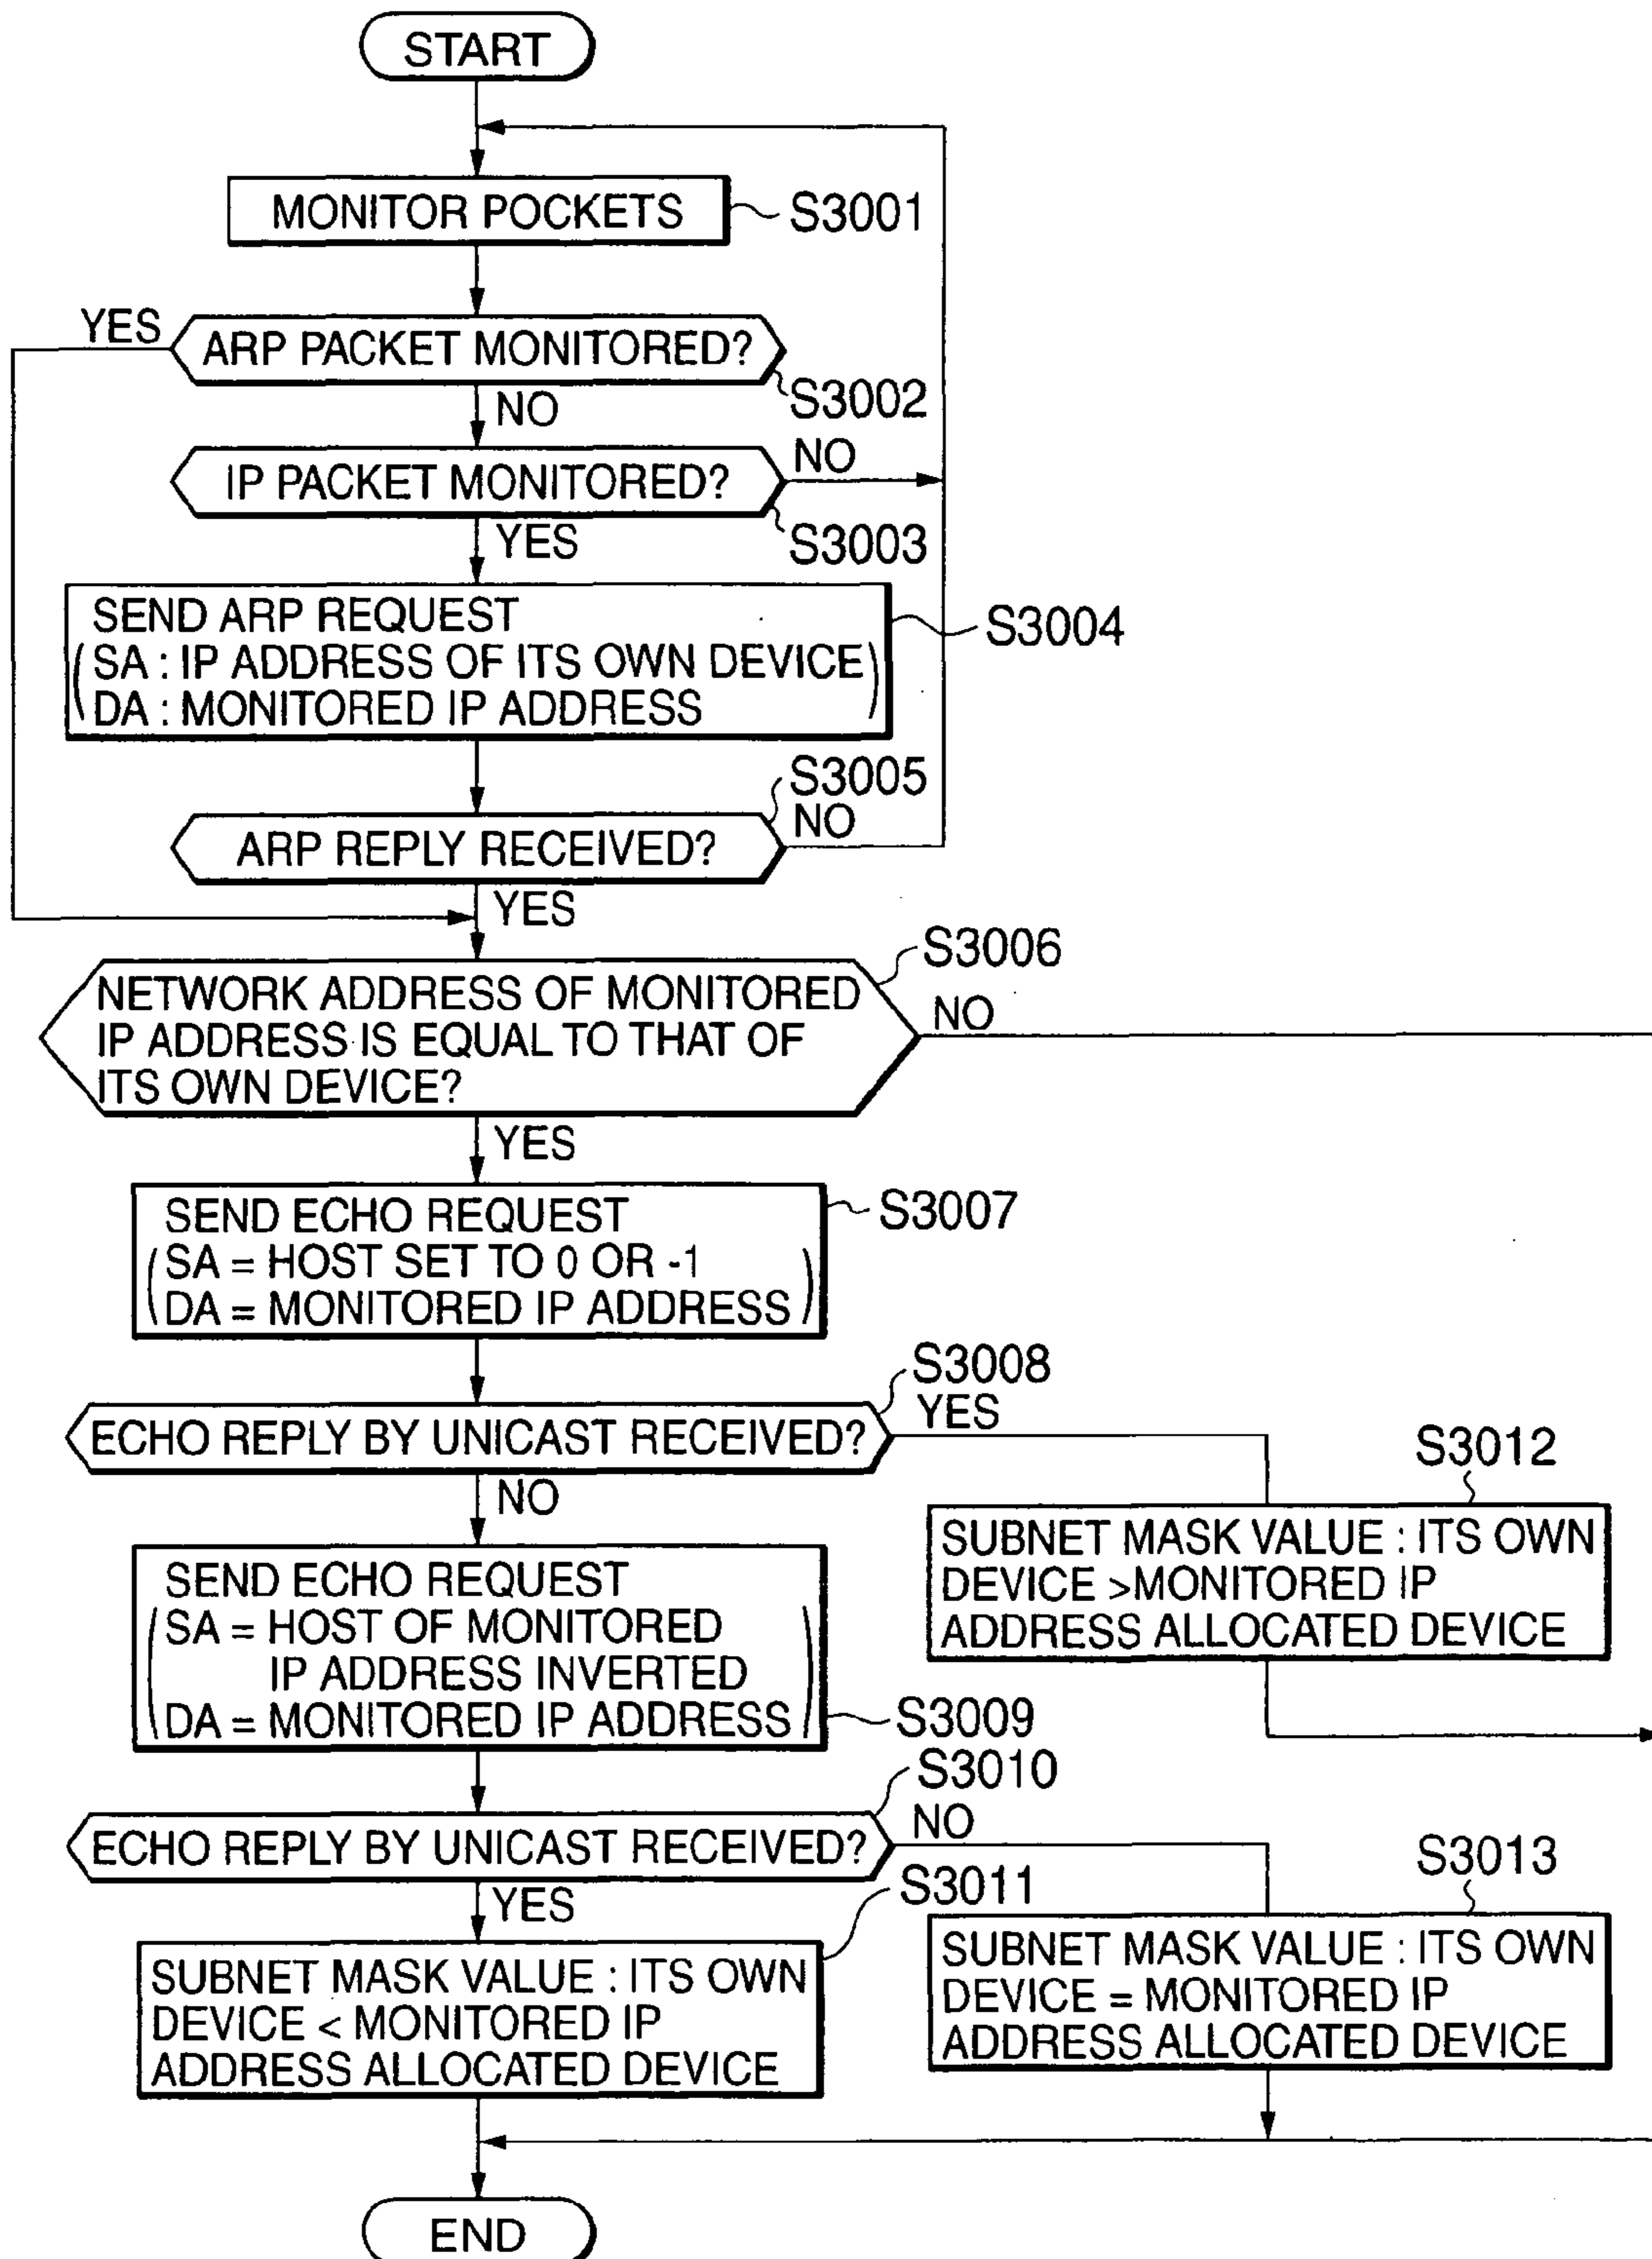 START
MONITOR POCKETS
S3001
YES
ARP PACKET MONITORED?
S3002
NO
IP PACKET MONITORED?
NO
S3003
YES
SEND ARP REQUEST
(SA : IP ADDRESS OF ITS OWN DEVICE
DA : MONITORED IP ADDRESS)
S3004
S3005
NO
ARP REPLY RECEIVED?
YES
S3006
NETWORK ADDRESS OF MONITORED
IP ADDRESS IS EQUAL TO THAT OF
ITS OWN DEVICE?
NO
YES
SEND ECHO REQUEST
(SA = HOST SET TO 0 OR -1
DA = MONITORED IP ADDRESS)
S3007
S3008
YES
ECHO REPLY BY UNICAST RECEIVED?
NO
S3012
SUBNET MASK VALUE : ITS OWN
DEVICE >MONITORED IP
ADDRESS ALLOCATED DEVICE
SEND ECHO REQUEST
(SA = HOST OF MONITORED
IP ADDRESS INVERTED
DA = MONITORED IP ADDRESS)
S3009
S3010
NO
ECHO REPLY BY UNICAST RECEIVED?
YES
S3011
SUBNET MASK VALUE : ITS OWN
DEVICE < MONITORED IP
ADDRESS ALLOCATED DEVICE
S3013
SUBNET MASK VALUE : ITS OWN
DEVICE = MONITORED IP
ADDRESS ALLOCATED DEVICE
END